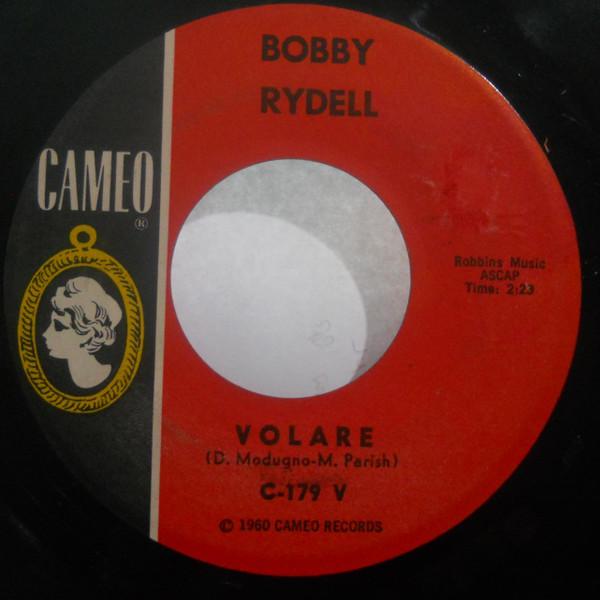 BOBBY
RYDELL
CAMEO
®
Robbins Music
ASCAP
Time: 2:23
VOLARE
(D. Modugno-M. Parish)
C-179 V
© 1960 CAMEO RECORDS